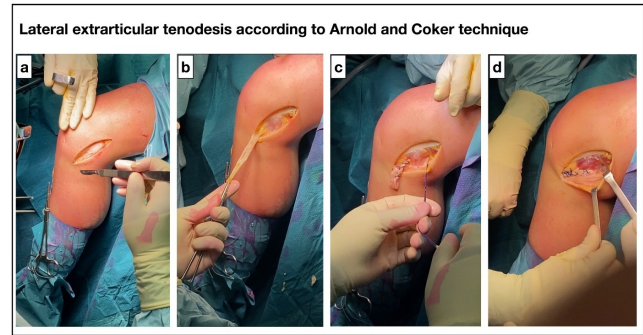 Lateral extrarticular tenodesis according to Arnold and Coker technique
a
b
c
d